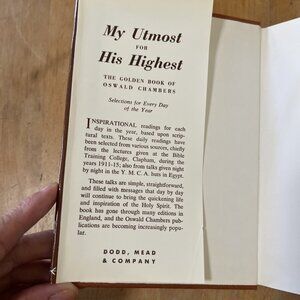 My Utmost
FOR
His Highest
THE GOLDEN BOOK OF
OSWALD CHAMBERS
Selections for Every Day
of the Year
INSPIRATIONAL readings for each
day in the year, based upon scrip-
tural texts. These daily readings have
been selected from various sources, chiefly
from the lectures given at the Bible
Training College, Clapham, during the
years 1911-15; also from talks given night
by night in the Y. M. C. A. huts in Egypt.
These talks are simple, straightforward,
and filled with messages that day by day
will continue to bring the quickening life
and inspiration of the Holy Spirit. The
book has gone through many editions in
England, and the Oswald Chambers publ-
ications are becoming increasingly popu-
lar.
DODD, MEAD
& COMPANY